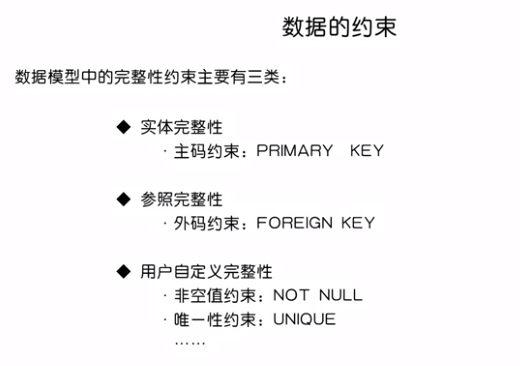 数据的约束
数据模型中的完整性约束主要有三类：
◆ 实体完整性
· 主码约束：PRIMARY KEY
◆ 参照完整性
· 外码约束：FOREIGN KEY
◆ 用户自定义完整性
· 非空值约束：NOT NULL
· 唯一性约束：UNIQUE
……